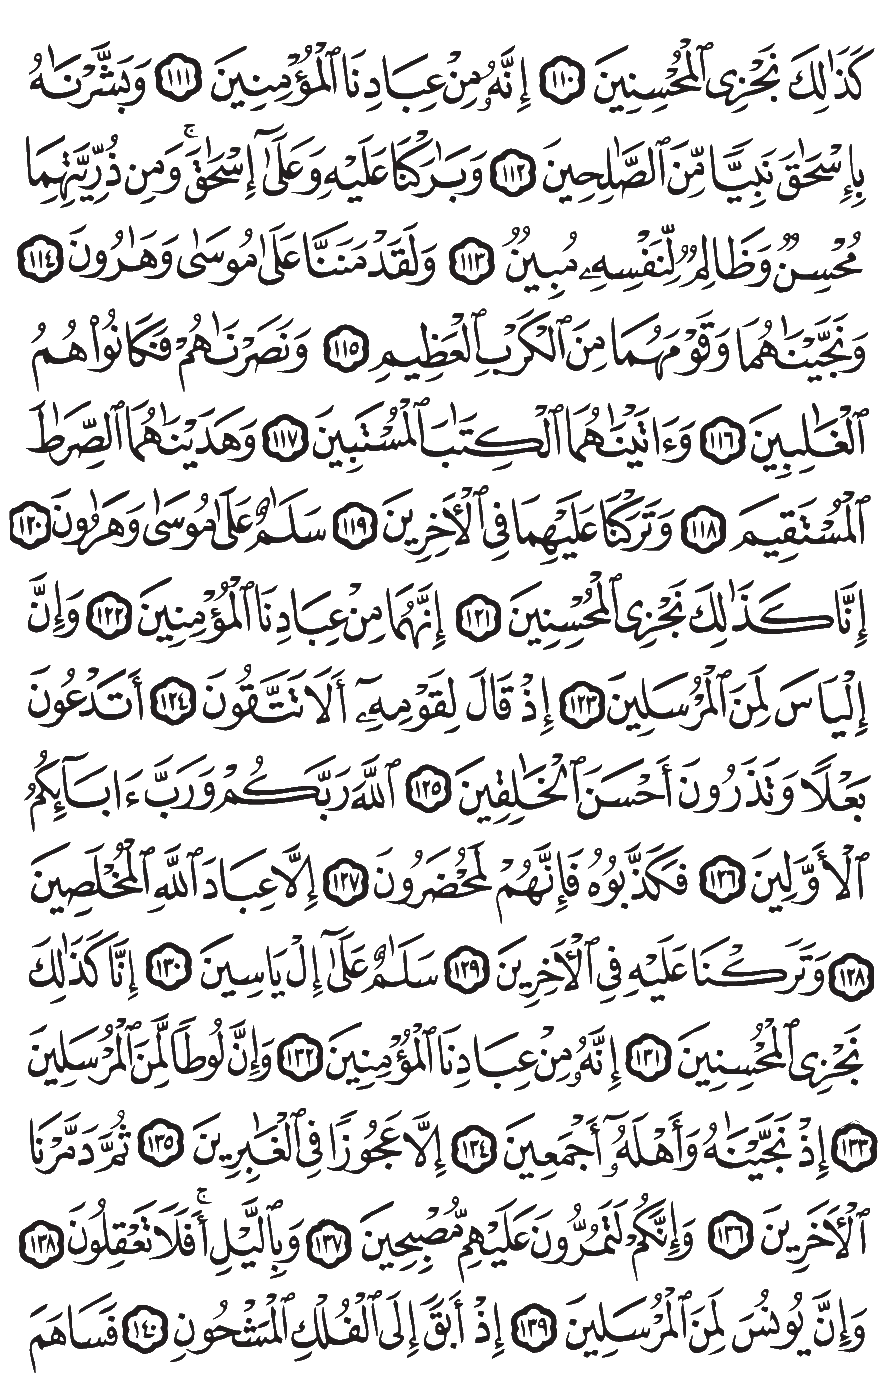 كَذَٰلِكَ نَجْزِى ٱلْمُحْسِنِينَ ١١٠ إِنَّهُۥ مِنْ عِبَادِنَا ٱلْمُؤْمِنِينَ ١١١ وَبَشَّرْنَـٰهُ
بِإِسْحَـٰقَ نَبِيًّا مِّنَ ٱلصَّـٰلِحِينَ ١١٢ وَبَـٰرَكْنَا عَلَيْهِ وَعَلَىٰٓ إِسْحَـٰقَ ۚ وَمِن ذُرِّيَّتِهِمَا
مُحْسِنٌ وَظَالِمٌ لِّنَفْسِهِۦ مُبِينٌ ١١٣ وَلَقَدْ مَنَنَّا عَلَىٰ مُوسَىٰ وَهَـٰرُونَ ١١٤
وَنَجَّيْنَـٰهُمَا وَقَوْمَهُمَا مِنَ ٱلْكَرْبِ ٱلْعَظِيمِ ١١٥ وَنَصَرْنَـٰهُمْ فَكَانُوا۟ هُمُ
ٱلْغَـٰلِبِينَ ١١٦ وَءَاتَيْنَـٰهُمَا ٱلْكِتَـٰبَ ٱلْمُسْتَبِينَ ١١٧ وَهَدَيْنَـٰهُمَا ٱلصِّرَٰطَ
ٱلْمُسْتَقِيمَ ١١٨ وَتَرَكْنَا عَلَيْهِمَا فِى ٱلْـَٔاخِرِينَ ١١٩ سَلَـٰمٌ عَلَىٰ مُوسَىٰ وَهَـٰرُونَ ١٢٠
إِنَّا كَذَٰلِكَ نَجْزِى ٱلْمُحْسِنِينَ ١٢١ إِنَّهُمَا مِنْ عِبَادِنَا ٱلْمُؤْمِنِينَ ١٢٢ وَإِنَّ
إِلْيَاسَ لَمِنَ ٱلْمُرْسَلِينَ ١٢٣ إِذْ قَالَ لِقَوْمِهِۦٓ أَلَا تَتَّقُونَ ١٢٤ أَتَدْعُونَ
بَعْلًا وَتَذَرُونَ أَحْسَنَ ٱلْخَـٰلِقِينَ ١٢٥ ٱللَّهَ رَبَّكُمْ وَرَبَّ ءَابَآئِكُمُ
ٱلْأَوَّلِينَ ١٢٦ فَكَذَّبُوهُ فَإِنَّهُمْ لَمُحْضَرُونَ ١٢٧ إِلَّا عِبَادَ ٱللَّهِ ٱلْمُخْلَصِينَ
١٢٨ وَتَرَكْنَا عَلَيْهِ فِى ٱلْـَٔاخِرِينَ ١٢٩ سَلَـٰمٌ عَلَىٰٓ إِلْ يَاسِينَ ١٣٠ إِنَّا كَذَٰلِكَ
نَجْزِى ٱلْمُحْسِنِينَ ١٣١ إِنَّهُۥ مِنْ عِبَادِنَا ٱلْمُؤْمِنِينَ ١٣٢ وَإِنَّ لُوطًا لَّمِنَ ٱلْمُرْسَلِينَ
١٣٣ إِذْ نَجَّيْنَـٰهُ وَأَهْلَهُۥٓ أَجْمَعِينَ ١٣٤ إِلَّا عَجُوزًا فِى ٱلْغَـٰبِرِينَ ١٣٥ ثُمَّ دَمَّرْنَا
ٱلْـَٔاخَرِينَ ١٣٦ وَإِنَّكُمْ لَتَمُرُّونَ عَلَيْهِم مُّصْبِحِينَ ١٣٧ وَبِٱلَّيْلِ ۗ أَفَلَا تَعْقِلُونَ ١٣٨
وَإِنَّ يُونُسَ لَمِنَ ٱلْمُرْسَلِينَ ١٣٩ إِذْ أَبَقَ إِلَى ٱلْفُلْكِ ٱلْمَشْحُونِ ١٤٠ فَسَاهَمَ